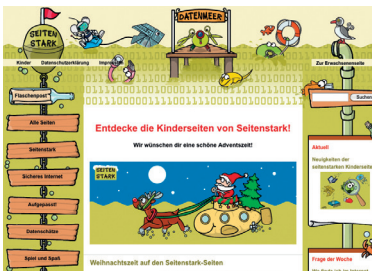 SEITEN
STARK
DATENMEER
Kinder Datenschutzerklärung Impressum
Zur Erwachsenenseite
Flaschenpost
Suchen
Alle Seiten
Entdecke die Kinderseiten von Seitenstark!
Wir wünschen dir eine schöne Adventszeit!
Seitenstark
Sicheres Internet
Aufgepasst!
Datenschätze
Spiel und Spaß
SEITEN
STARK
Weihnachtszeit auf den Seitenstark-Seiten
Aktuell
Neuigkeiten der
seitenstarken Kinderseiten
Frage der Woche